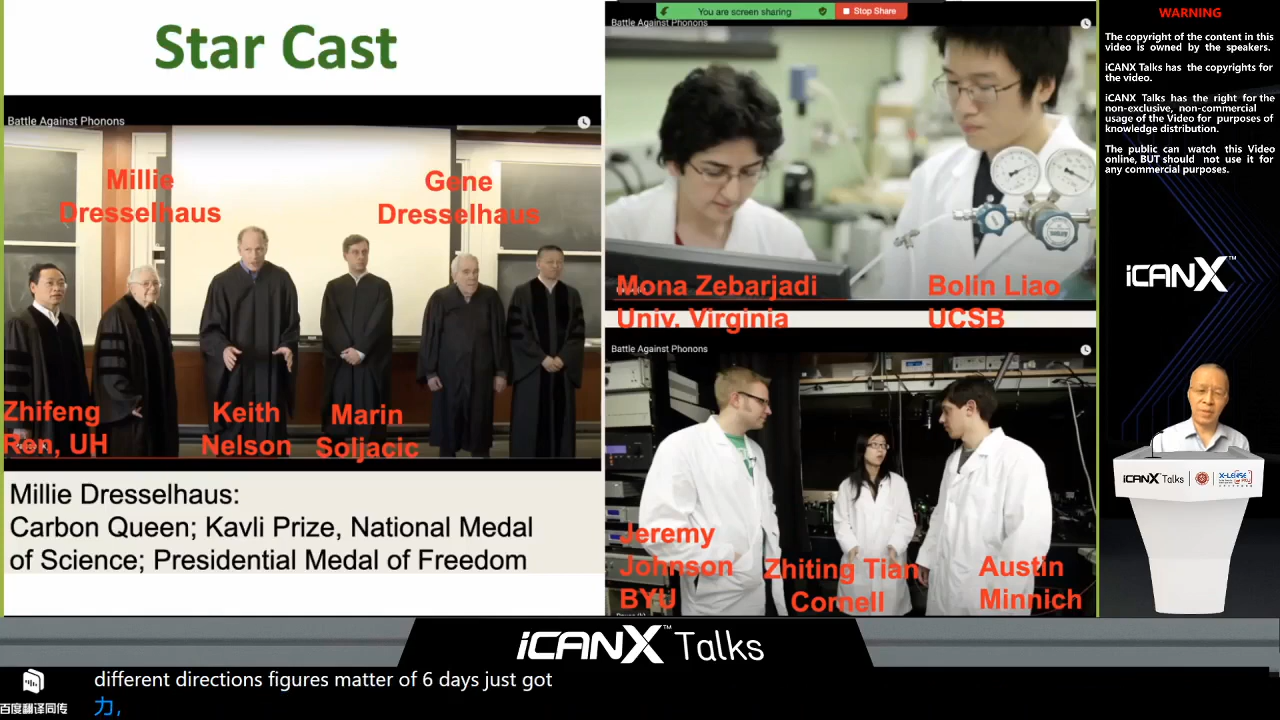 Star Cast
Battle Against Phonons
Millie
Dresselhaus
Gene
Dresselhaus
Zhifeng
Ren, UH
Keith
Nelson
Marin
Soljacic
Millie Dresselhaus:
Carbon Queen; Kavli Prize, National Medal
of Science; Presidential Medal of Freedom
You are screen sharing
Stop Share
Battle Against Phonons
Mona Zebarjadi
Univ. Virginia
Bolin Liao
UCSB
Battle Against Phonons
Jeremy
Johnson
BYU
Zhiting Tian
Cornell
Austin
Minnich
WARNING
The copyright of the content in this
video is owned by the speakers.
iCANX Talks has the copyrights for
the video.
iCANX Talks has the right for the
non-exclusive, non-commercial
usage of the Video for purposes of
knowledge distribution.
The public can watch this Video
online, BUT should not use it for
any commercial purposes.
iCANX™
iCANX Talks
iCANX™ Talks
different directions figures matter of 6 days just got
力,
百度翻译同传